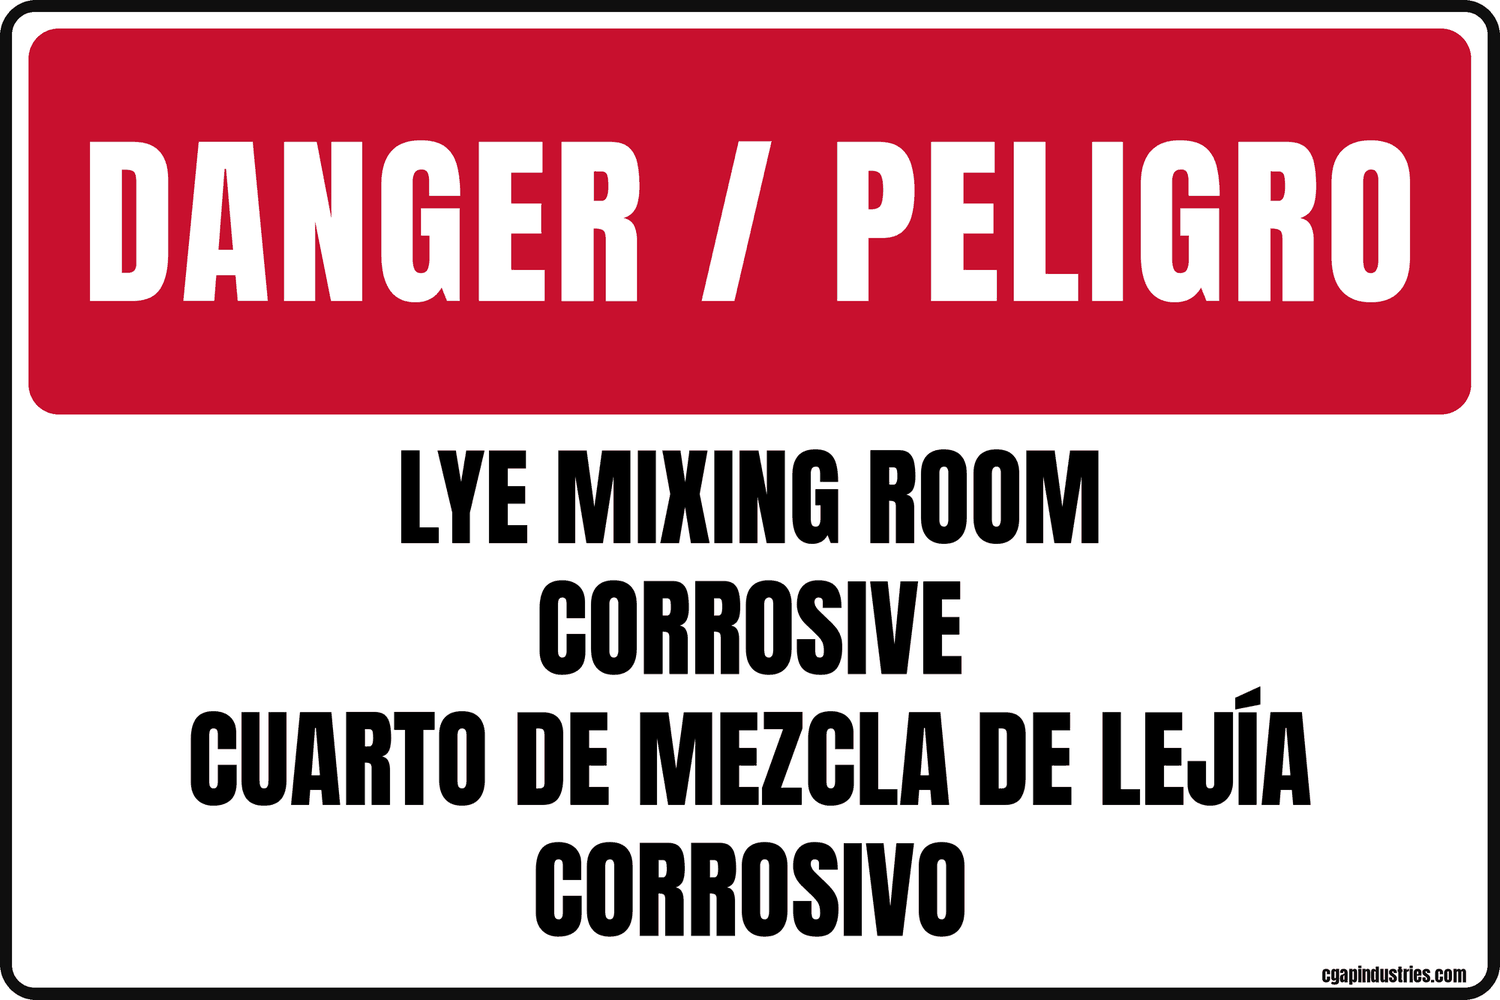 DANGER / PELIGRO
LYE MIXING ROOM
CORROSIVE
CUARTO DE MEZCLA DE LEJÍA
CORROSIVO
cgapindustries.com